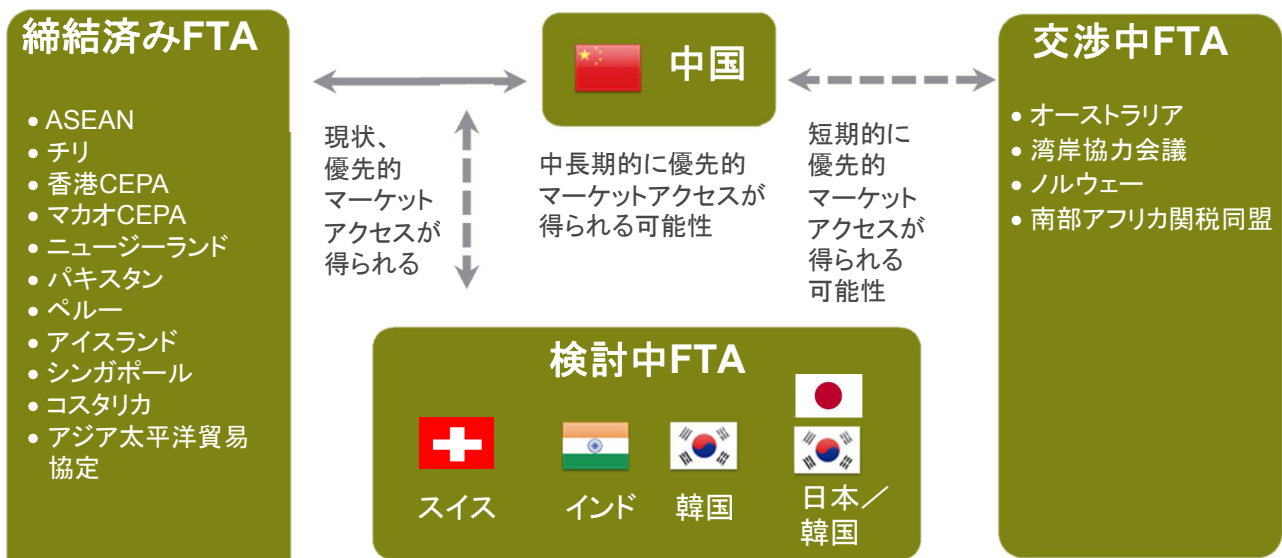 締結済みFTA
• ASEAN
• チリ
• 香港CEPA
• マカオCEPA
• ニュージーランド
• パキスタン
• ペルー
• アイスランド
• シンガポール
• コスタリカ
• アジア太平洋貿易
協定
現状、
優先的
マーケット
アクセスが
得られる
中国
中長期的に優先的
マーケットアクセスが
得られる可能性
短期的に
優先的
マーケット
アクセスが
得られる
可能性
交渉中FTA
• オーストラリア
• 湾岸協力会議
• ノルウェー
• 南部アフリカ関税同盟
検討中FTA
スイス
インド
韓国
日本／
韓国